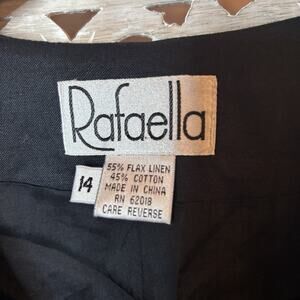 Rafaella
14
55% FLAX LINEN
45% COTTON
MADE IN CHINA
RN 62018
CARE REVERSE